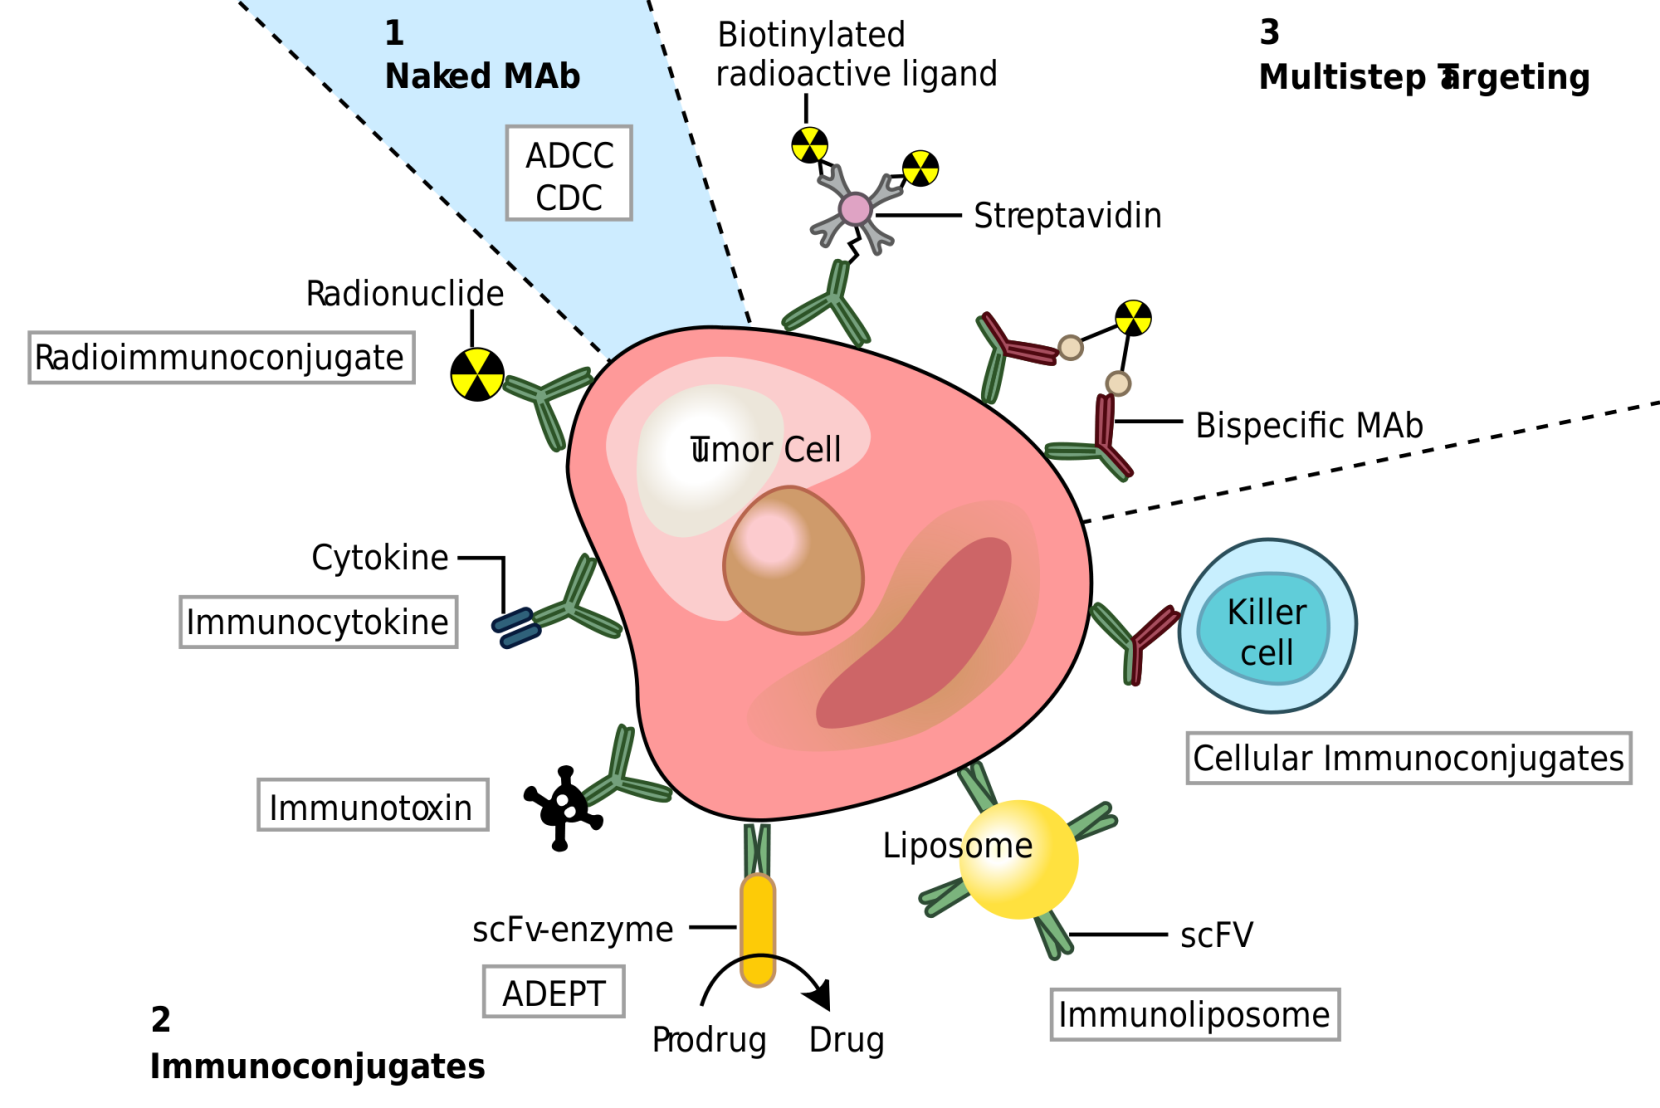 1
Naked MAb
ADCC
CDC
Biotinylated
radioactive ligand
Streptavidin
3
Multistep Targeting
Bispecific MAb
Radionuclide
Radioimmunoconjugate
Tumor Cell
Cytokine
Immunocytokine
Killer
cell
Cellular Immunoconjugates
Immunotoxin
Liposome
scFv-enzyme
scFV
ADEPT
Immunoliposome
Prodrug
Drug
2
Immunoconjugates